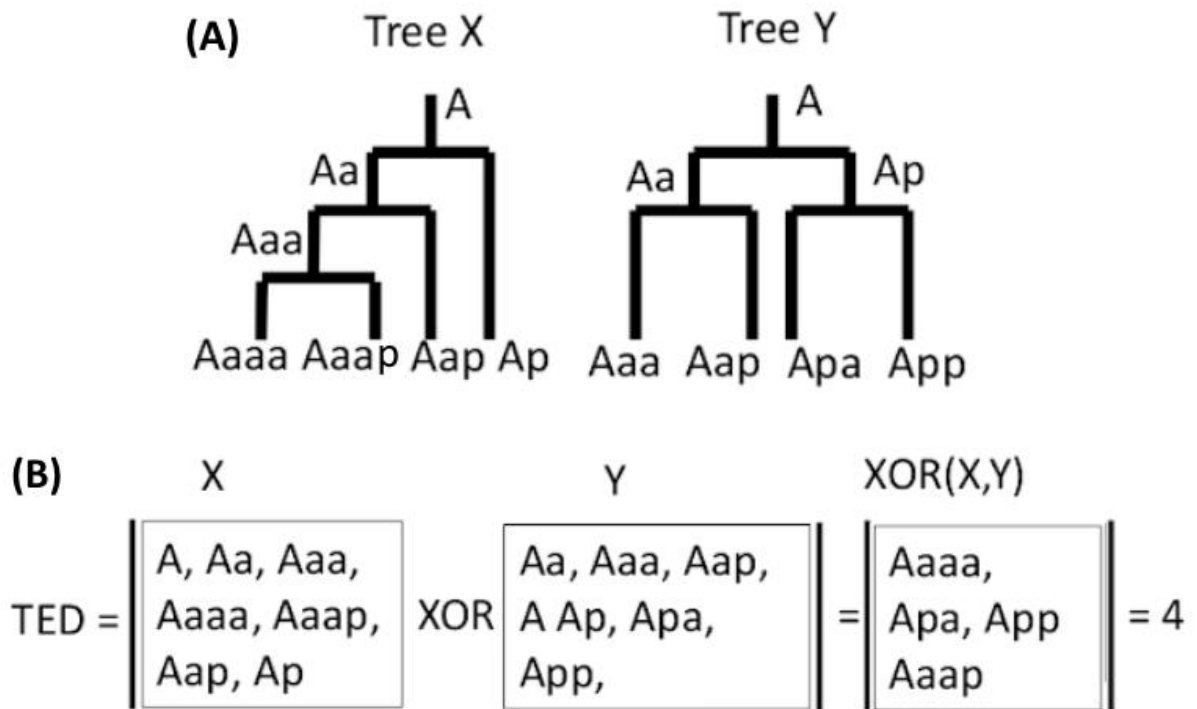 (A) Tree X Tree Y
A A
Aa Aa Ap
Aaa
Aaaa Aaap Aap Ap Aaa Aap Apa App
(B) X Y XOR(X,Y)
A, Aa, Aaa, Aa, Aaa, Aap, Aaaa,
TED = Aaaa, Aaap, XOR A Ap, Apa, = Apa, App = 4
Aap, Ap App, Aaap